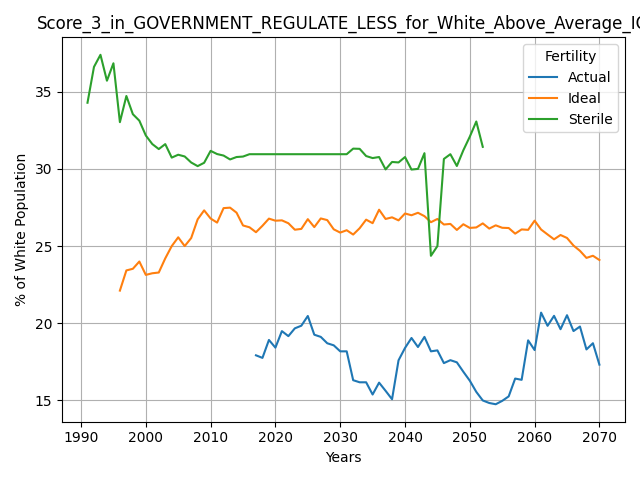 Score_3_in_GOVERNMENT_REGULATE_LESS_for_White_Above_Average_IQ
Fertility
Actual
Ideal
Sterile
% of White Population
35
30
25
20
15
1990 2000 2010 2020 2030 2040 2050 2060 2070
Years